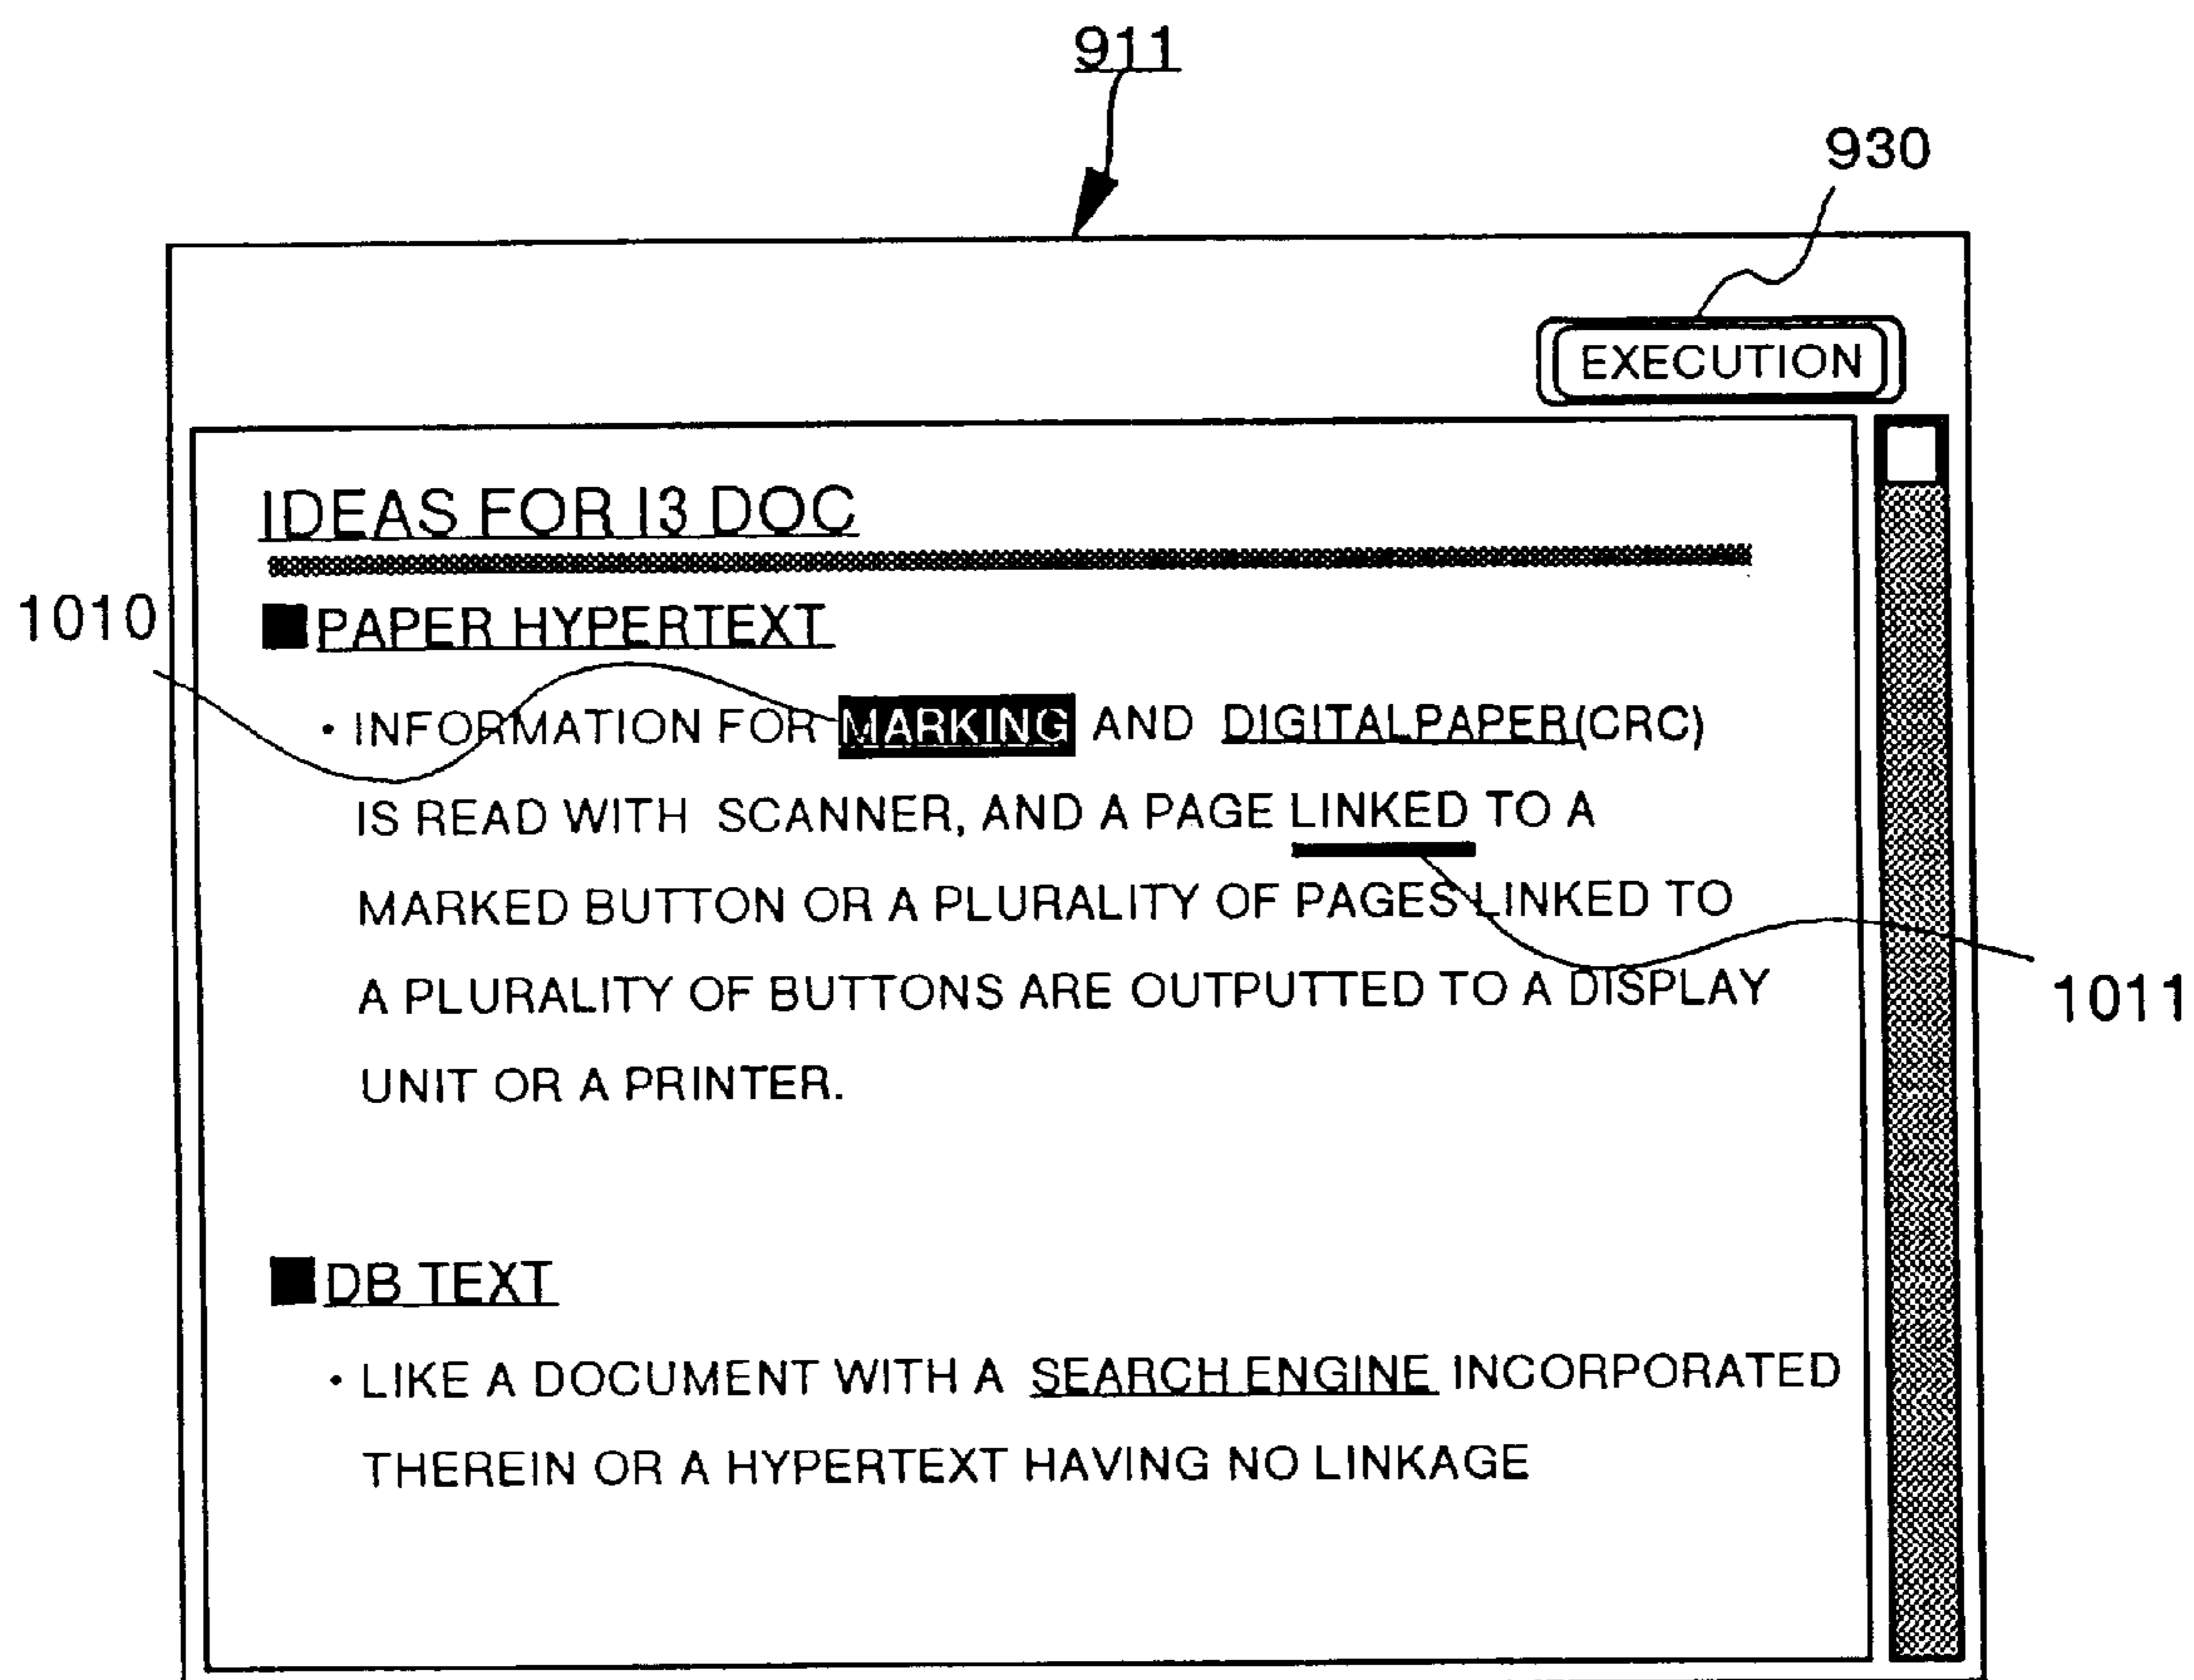 911
930
EXECUTION
IDEAS FOR I3 DOC
1010
PAPER HYPERTEXT
• INFORMATION FOR MARKING AND DIGITALPAPER(CRC)
IS READ WITH SCANNER, AND A PAGE LINKED TO A
MARKED BUTTON OR A PLURALITY OF PAGES LINKED TO
A PLURALITY OF BUTTONS ARE OUTPUTTED TO A DISPLAY
1011
UNIT OR A PRINTER.
DB TEXT
• LIKE A DOCUMENT WITH A SEARCH ENGINE INCORPORATED
THEREIN OR A HYPERTEXT HAVING NO LINKAGE